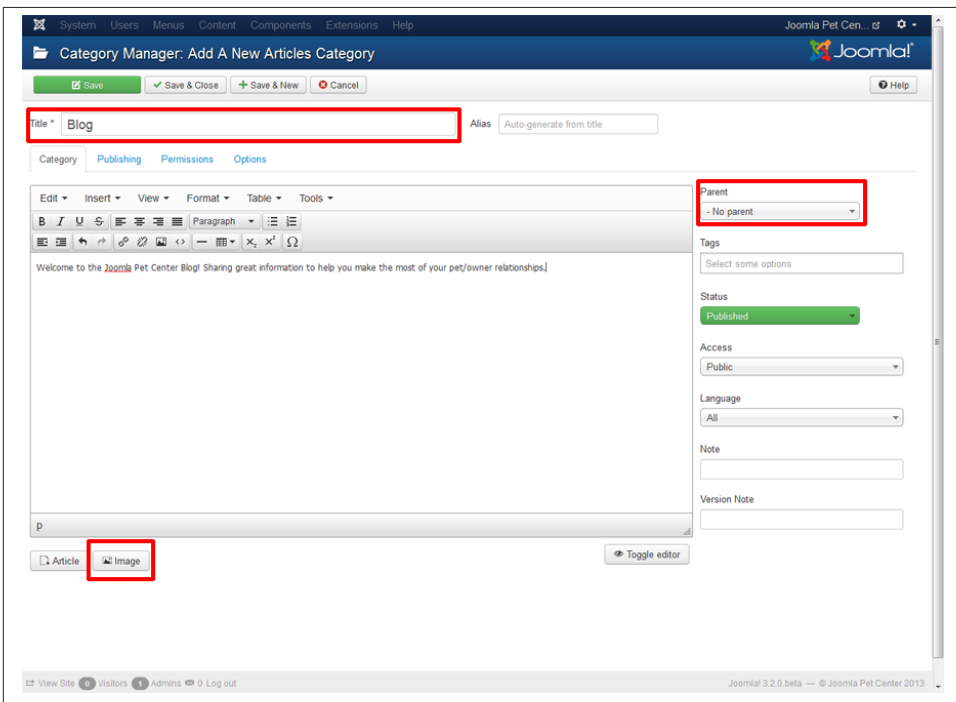 System Users Menus Content Components Extensions Help Joomla Pet Cen...
Category Manager: Add A New Articles Category Joomla!®
Save Save & Close Save & New Cancel Help
Title * Blog Alias Auto-generate from title
Category Publishing Permissions Options
Parent
Edit Insert View Format Table Tools
- No parent
B I U S Paragraph
X₂ X² Ω
Tags
Select some options
Welcome to the Joomla Pet Center Blog! Sharing great information to help you make the most of your pet/owner relationships.
Status
Published
Access
Public
Language
All
Note
Version Note
p
Article Image Toggle editor
View Site 0 Visitors 1 Admins 0 Log out Joomla! 3.2.0.beta — © Joomla Pet Center 2013